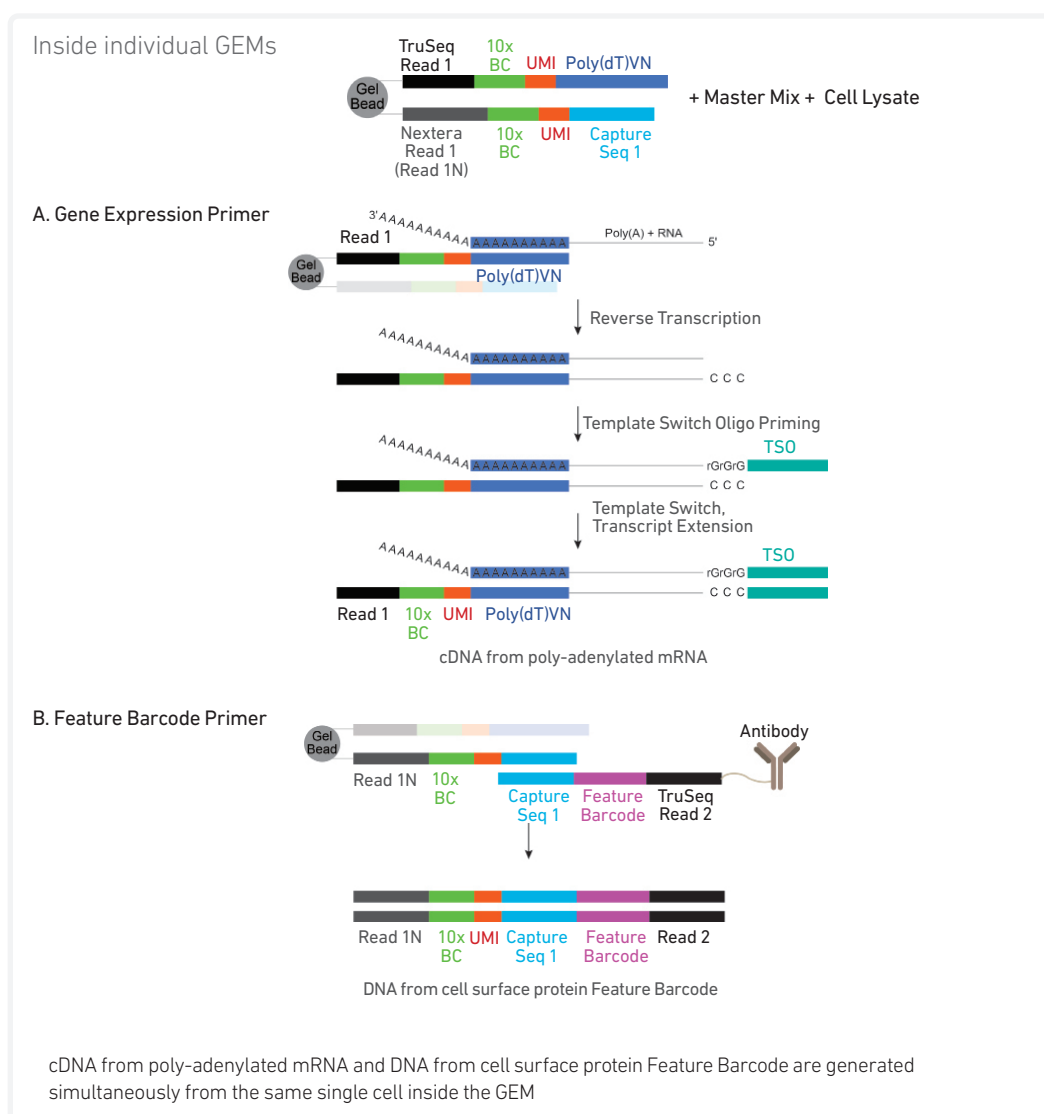 Inside individual GEMs
TruSeq
Read 1
10x
BC
UMI
Poly(dT)VN
Gel
Bead
+ Master Mix + Cell Lysate
Nextera
Read 1
(Read 1N)
10x
BC
UMI
Capture
Seq 1
A. Gene Expression Primer
3'AAAAAAAAAA
AAAAAAAAAA
Poly(A) + RNA
5'
Read 1
Gel
Bead
Poly(dT)VN
Reverse Transcription
AAAAAAAAAA
AAAAAAAAAA
C C C
Template Switch Oligo Priming
TSO
AAAAAAAAAA
AAAAAAAAAA
rGrGrG
C C C
Template Switch,
Transcript Extension
TSO
AAAAAAAAAA
AAAAAAAAAA
rGrGrG
C C C
Read 1
10x
BC
UMI
Poly(dT)VN
cDNA from poly-adenylated mRNA
B. Feature Barcode Primer
Gel
Bead
Antibody
Read 1N
10x
BC
Capture
Seq 1
Feature
Barcode
TruSeq
Read 2
Read 1N
10x
BC
UMI
Capture
Seq 1
Feature
Barcode
Read 2
DNA from cell surface protein Feature Barcode
cDNA from poly-adenylated mRNA and DNA from cell surface protein Feature Barcode are generated
simultaneously from the same single cell inside the GEM